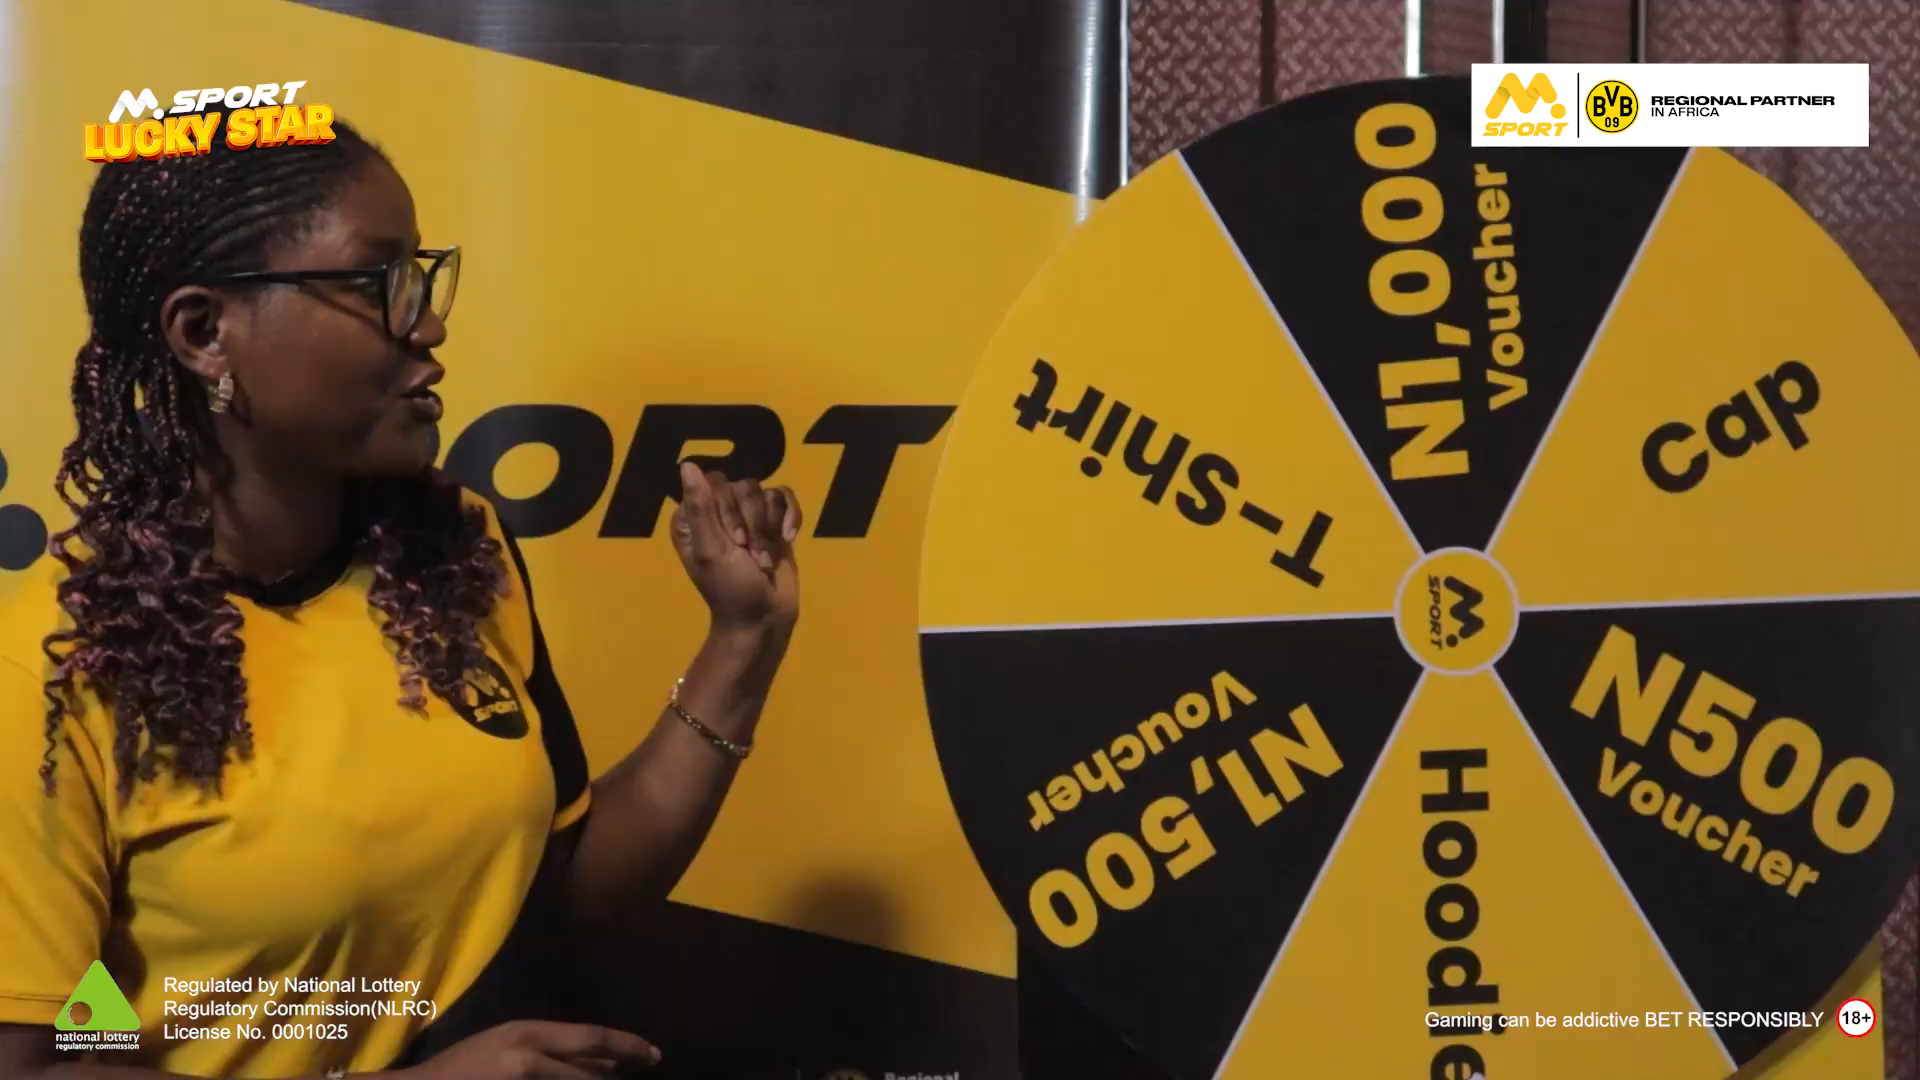 M.SPORT
LUCKY STAR
M.
SPORT
BVB
09
REGIONAL PARTNER
IN AFRICA
N1,000
Voucher
T-shirt
Cap
ORT
M.
SPORT
N500
Voucher
N1,500
Voucher
Hoodie
M.
SPORT
Regulated by National Lottery
Regulatory Commission(NLRC)
License No. 0001025
national lottery
regulatory commission
Gaming can be addictive BET RESPONSIBLY
18+
Regional